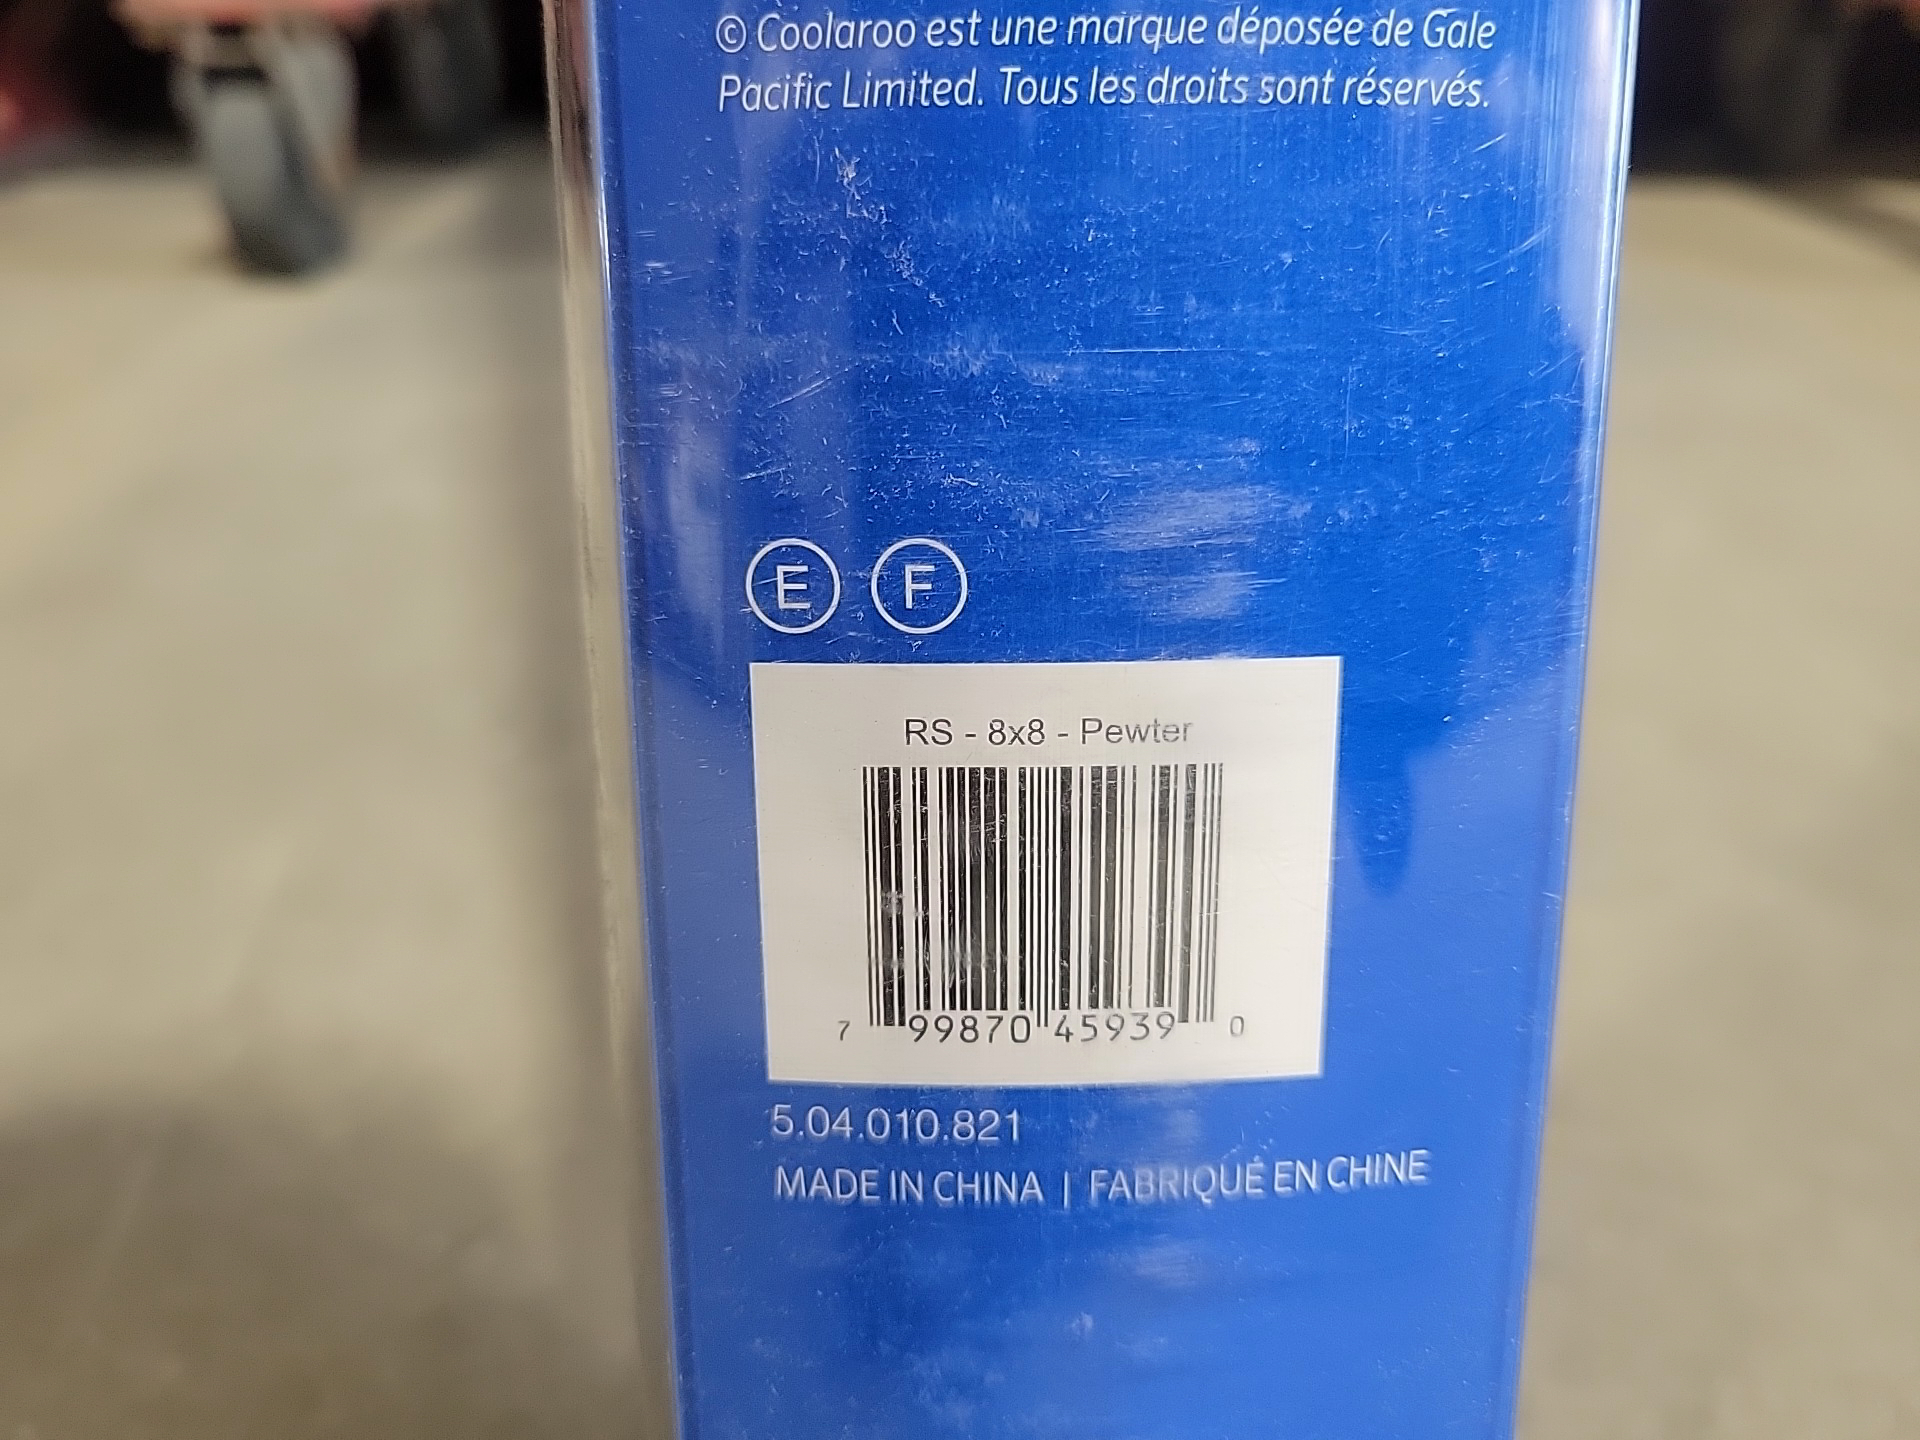 © Coolaroo est une marque déposée de Gale
Pacific Limited. Tous les droits sont réservés.
E F
RS - 8x8 - Pewter
7 99870 45939 0
5.04.010.821
MADE IN CHINA | FABRIQUÉ EN CHINE